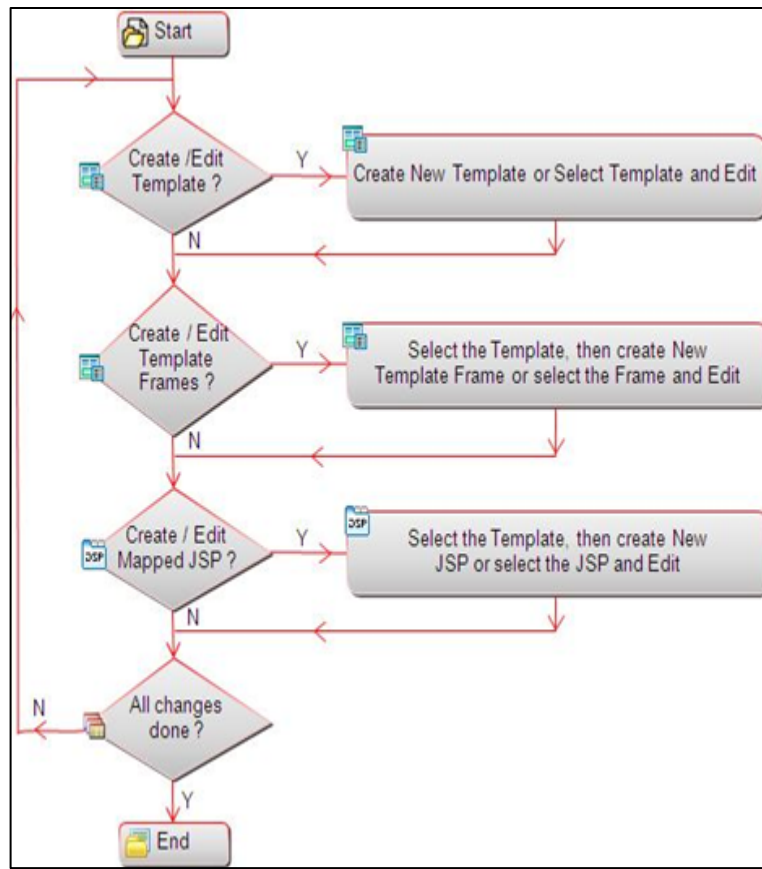 Start
Create /Edit
Template ?
Y
Create New Template or Select Template and Edit
N
Create / Edit
Template
Frames ?
Y
Select the Template, then create New
Template Frame or select the Frame and Edit
N
Create / Edit
Mapped JSP ?
JSP
Y
JSP
Select the Template, then create New
JSP or select the JSP and Edit
N
All changes
done ?
N
Y
End